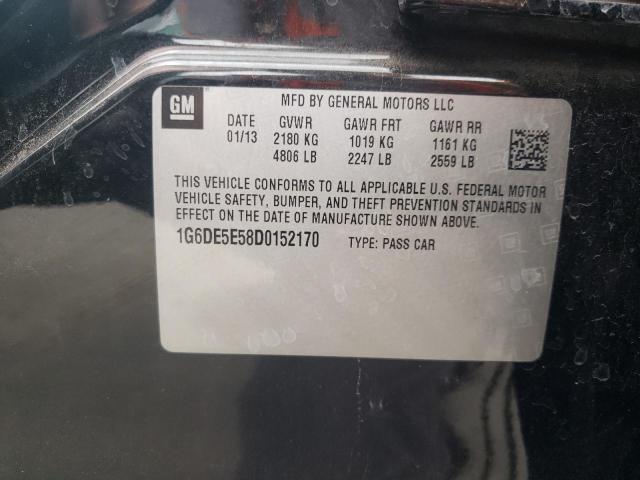 GM
MFD BY GENERAL MOTORS LLC
DATE GVWR GAWR FRT GAWR RR
01/13 2180 KG 1019 KG 1161 KG
4806 LB 2247 LB 2559 LB
THIS VEHICLE CONFORMS TO ALL APPLICABLE U.S. FEDERAL MOTOR
VEHICLE SAFETY, BUMPER, AND THEFT PREVENTION STANDARDS IN
EFFECT ON THE DATE OF MANUFACTURE SHOWN ABOVE.
1G6DE5E58D0152170 TYPE: PASS CAR